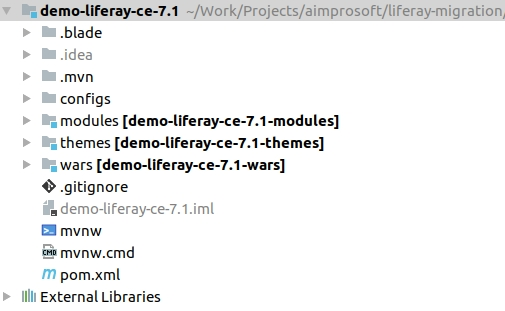 demo-liferay-ce-7.1 ~/Work/Projects/aimprosoft/liferay-migration/
.blade
.idea
.mvn
configs
modules [demo-liferay-ce-7.1-modules]
themes [demo-liferay-ce-7.1-themes]
wars [demo-liferay-ce-7.1-wars]
.gitignore
demo-liferay-ce-7.1.iml
mvnw
CMD mvnw.cmd
m pom.xml
External Libraries